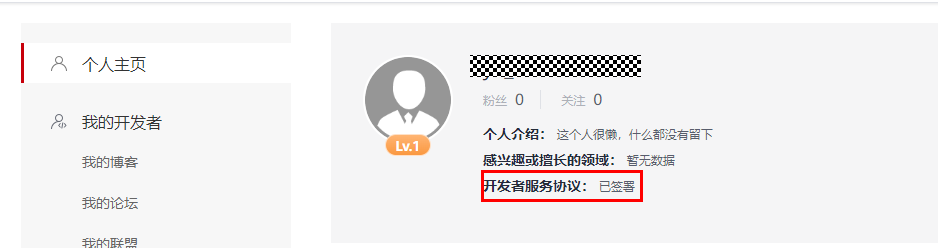 个人主页
我的开发者
我的博客
我的论坛
我的联盟
Lv.1
粉丝 0 关注 0
个人介绍： 这个人很懒，什么都没有留下
感兴趣或擅长的领域： 暂无数据
开发者服务协议： 已签署